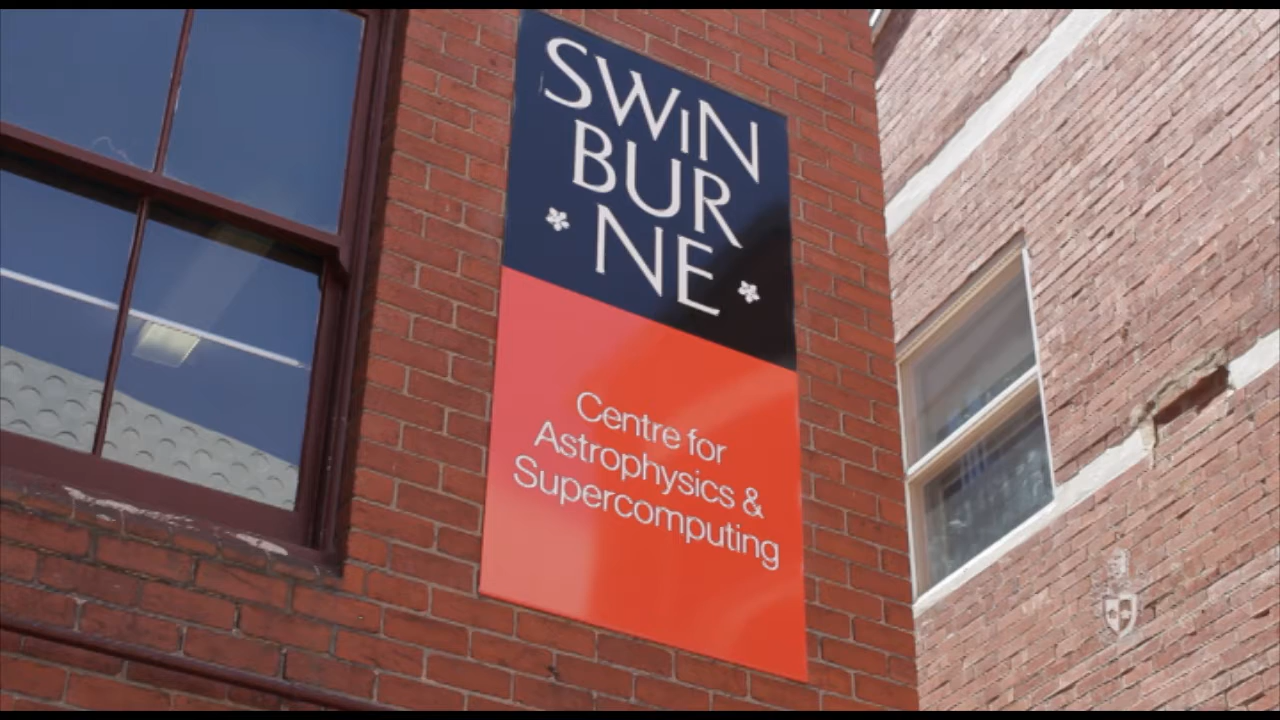 SWiN
BUR
NE
Centre for
Astrophysics &
Supercomputing